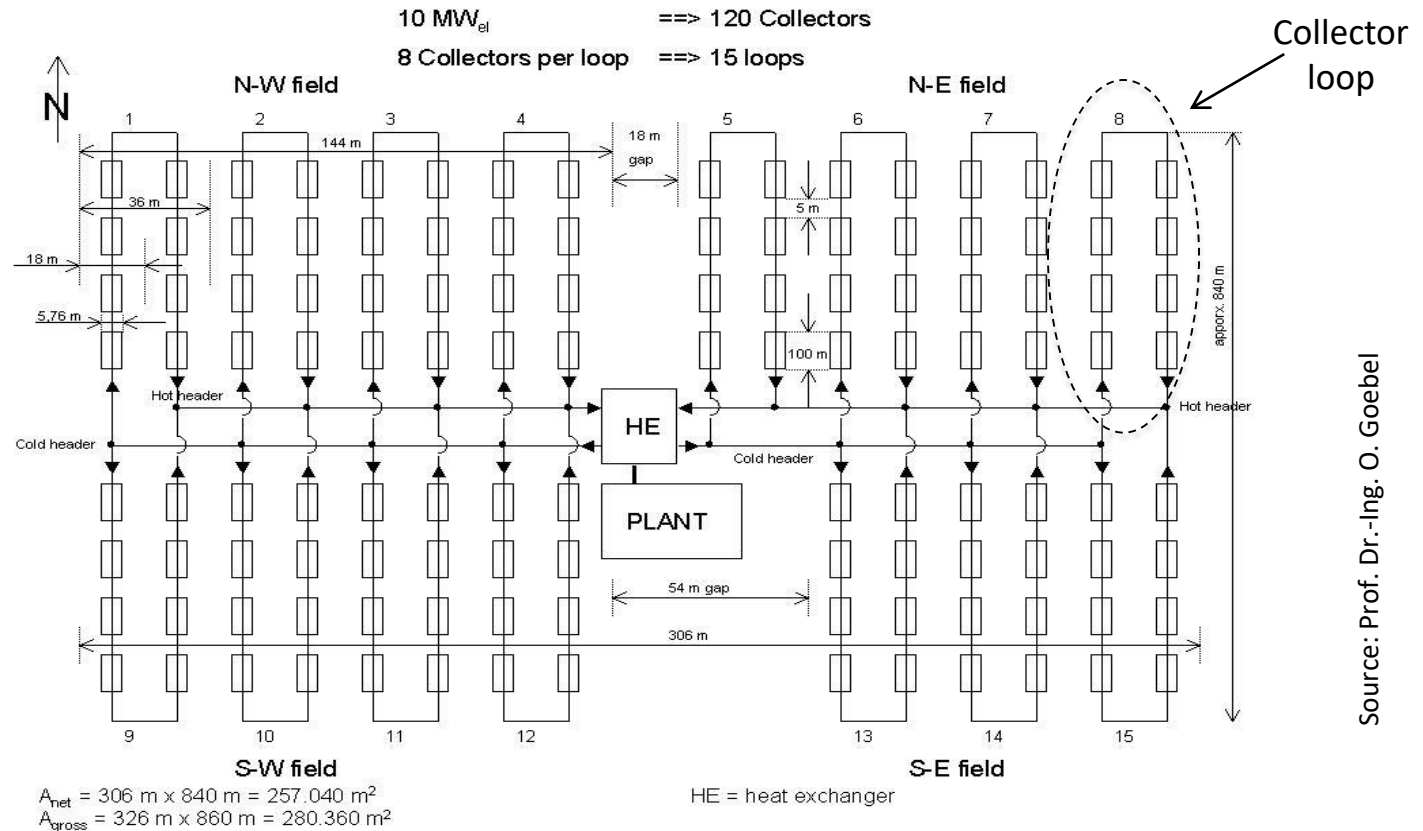 10 MWel ==> 120 Collectors
8 Collectors per loop ==> 15 loops
Collector
loop
N
N-W field
N-E field
1 2 3 4 5 6 7 8
144 m
18 m
gap
36 m
5 m
18 m
5,76 m
100 m
apporx. 840 m
Hot header
Hot header
HE
Cold header
Cold header
PLANT
54 m gap
306 m
9 10 11 12 13 14 15
S-W field
S-E field
Anet = 306 m x 840 m = 257.040 m²
HE = heat exchanger
Agross = 326 m x 860 m = 280.360 m²
Source: Prof. Dr.-Ing. O. Goebel